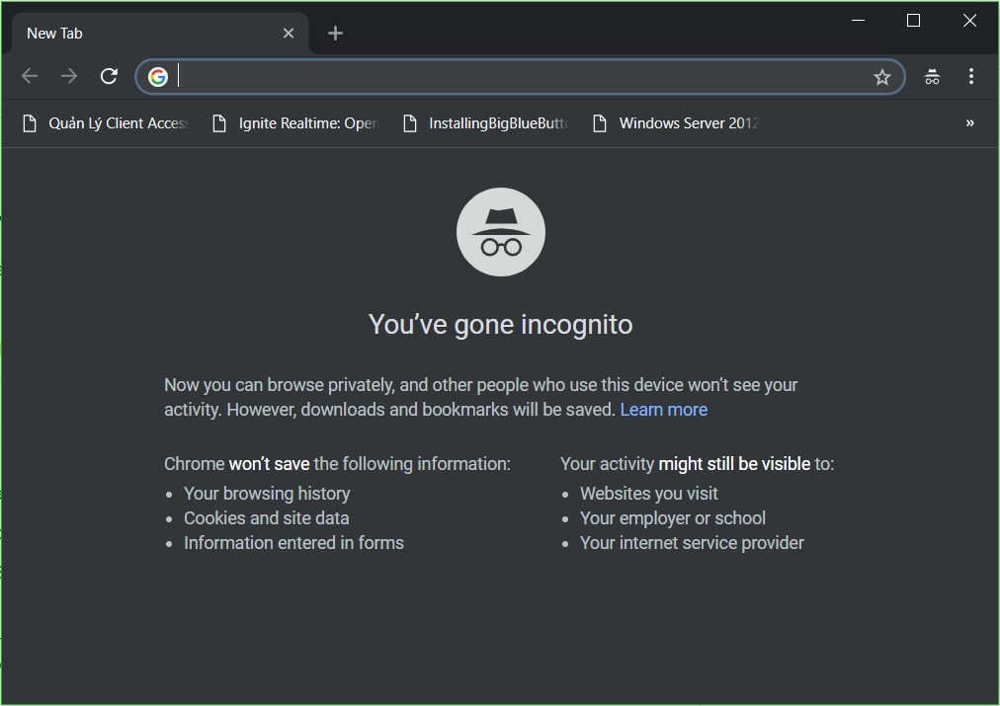 New Tab
Quản Lý Client Access Ignite Realtime: Open InstallingBigBlueButto Windows Server 2012 »
You've gone incognito
Now you can browse privately, and other people who use this device won't see your
activity. However, downloads and bookmarks will be saved. Learn more
Chrome won't save the following information:
Your browsing history
Cookies and site data
Information entered in forms
Your activity might still be visible to:
Websites you visit
Your employer or school
Your internet service provider